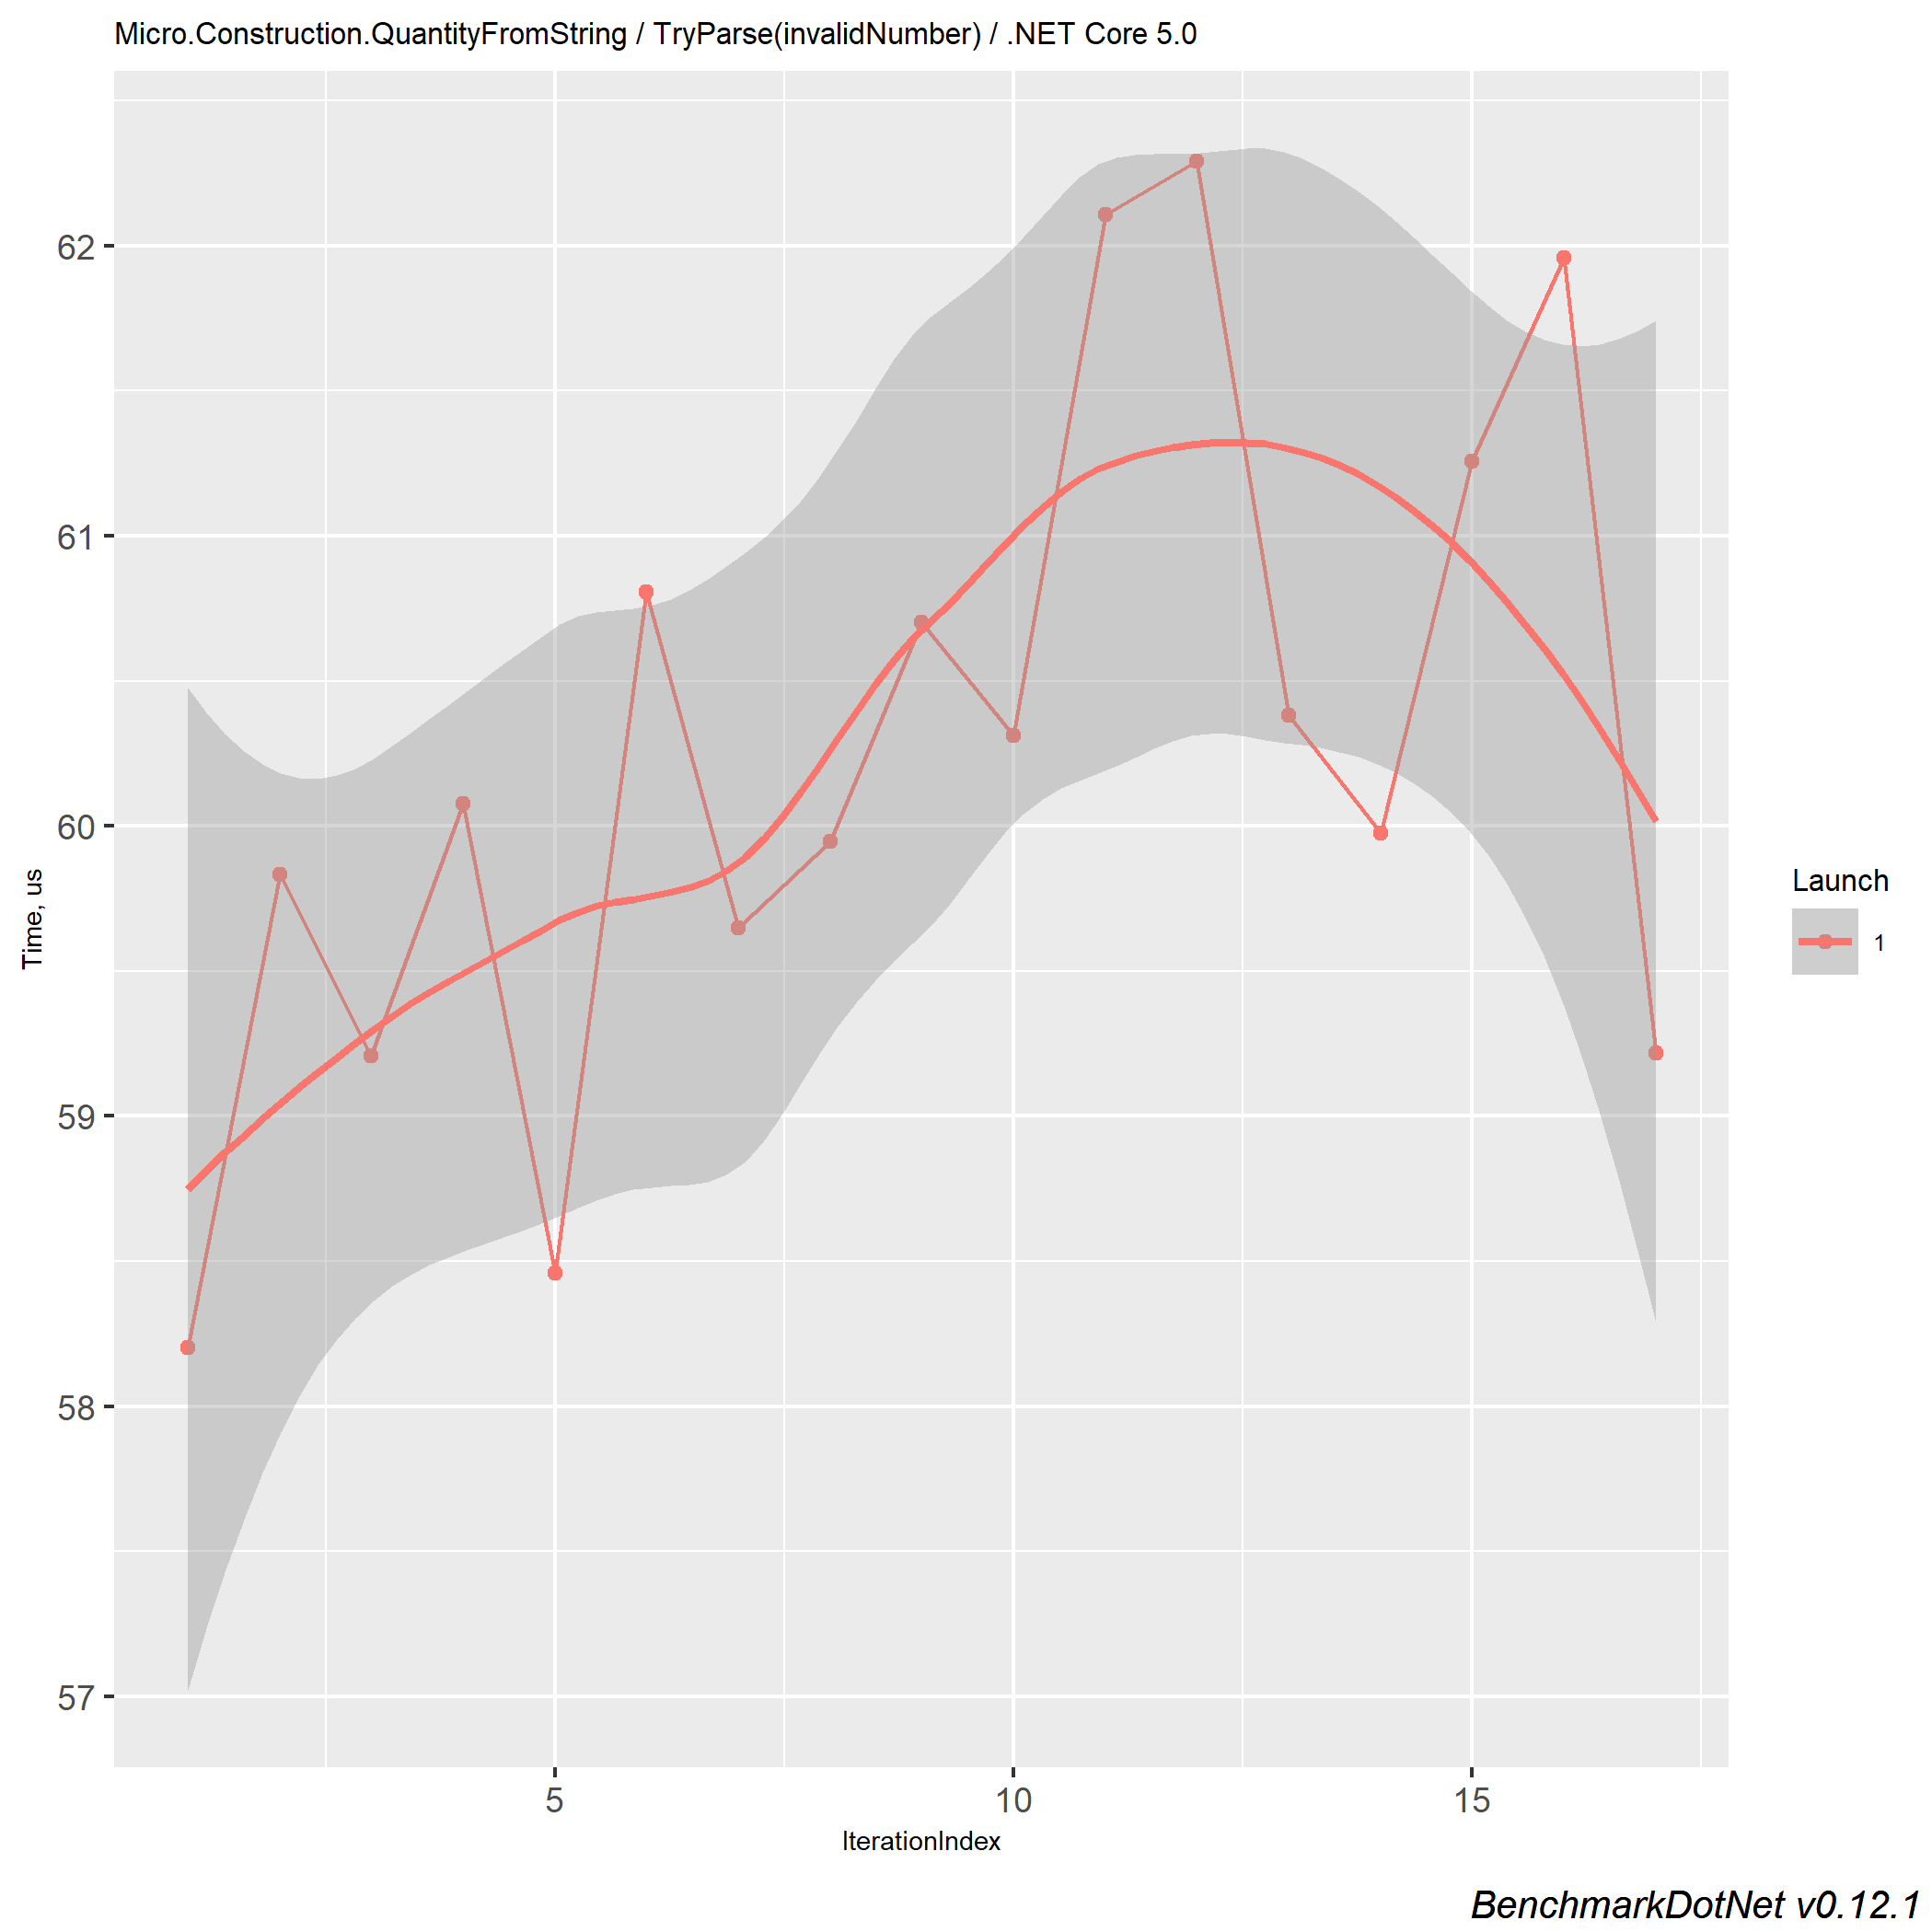 Micro.Construction.QuantityFromString / TryParse(invalidNumber) / .NET Core 5.0
62
61
60
59
58
57
Time, us
5 10 15
IterationIndex
Launch
1
BenchmarkDotNet v0.12.1